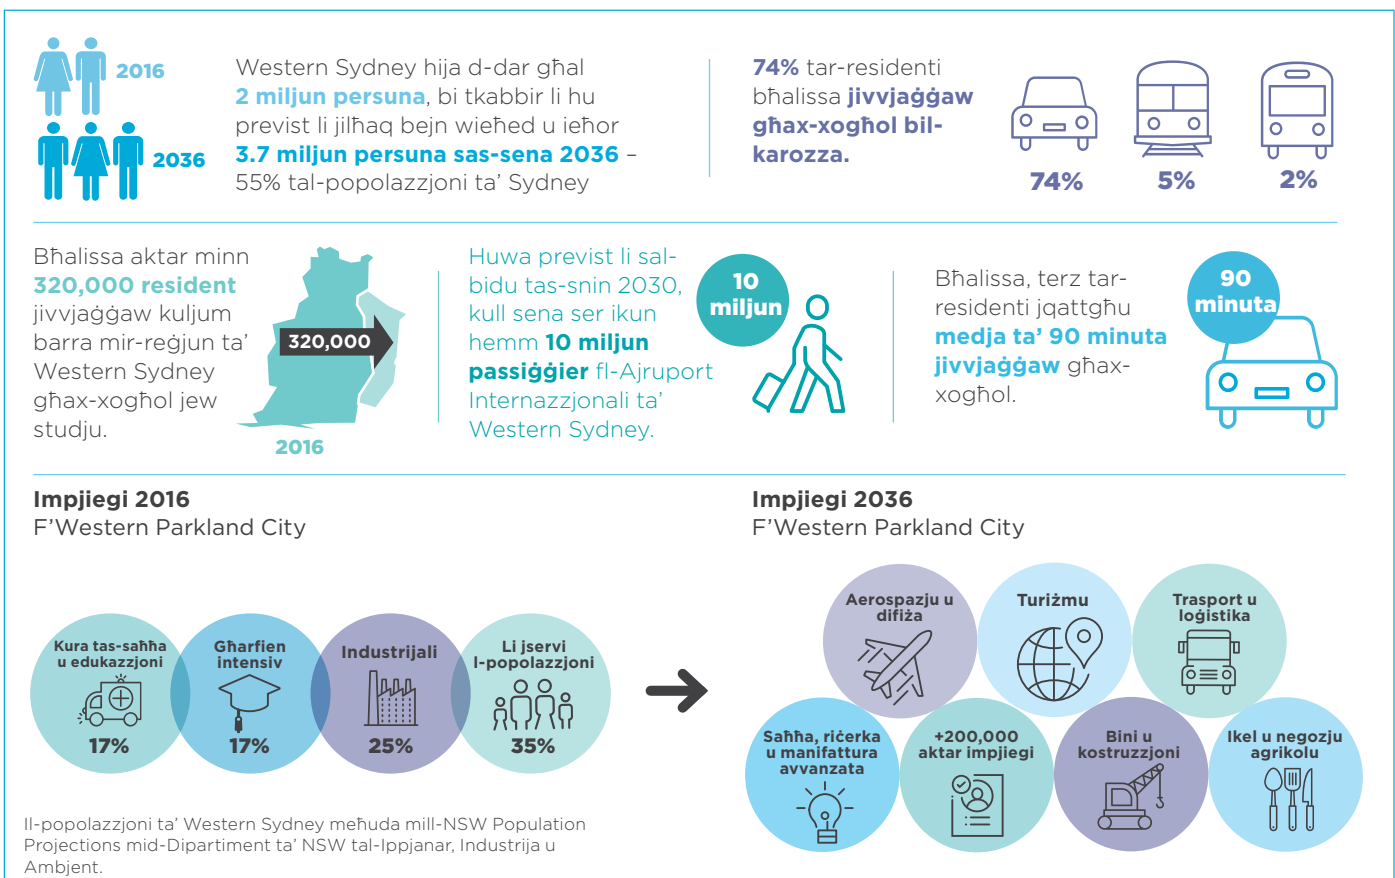 2016
2036
Western Sydney hija d-dar għal
2 miljun persuna, bi tkabbir li hu
previst li jilħaq bejn wieħed u ieħor
3.7 miljun persuna sas-sena 2036 –
55% tal-popolazzjoni ta’ Sydney
74% tar-residenti
bħalissa jivvjaġġaw
għax-xogħol bil-
karozza.
74%
5%
2%
Bħalissa aktar minn
320,000 resident
jivvjaġġaw kuljum
barra mir-reġjun ta’
Western Sydney
għax-xogħol jew
studju.
320,000
2016
Huwa previst li sal-
bidu tas-snin 2030,
kull sena ser ikun
hemm 10 miljun
passiġġier fl-Ajruport
Internazzjonali ta’
Western Sydney.
10
miljun
Bħalissa, terz tar-
residenti jqattgħu
medja ta’ 90 minuta
jivvjaġġaw għax-
xogħol.
90
minuta
Impjiegi 2016
F’Western Parkland City
Kura tas-saħħa
u edukazzjoni
17%
Għarfien
intensiv
17%
Industrijali
25%
Li jservi
l-popolazzjoni
35%
Impjiegi 2036
F’Western Parkland City
Aerospazju u
difiża
Turiżmu
Trasport u
loġistika
Saħħa, riċerka
u manifattura
avvanzata
+200,000
aktar impjiegi
Bini u
kostruzzjoni
Ikel u negozju
agrikolu
Il-popolazzjoni ta’ Western Sydney meħuda mill-NSW Population
Projections mid-Dipartiment ta’ NSW tal-Ippjanar, Industrija u
Ambjent.